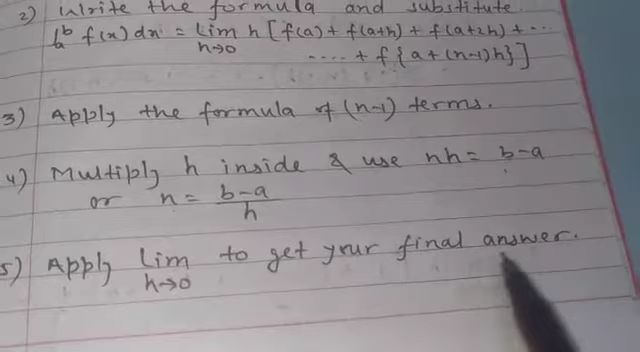 2) Write the formula and substitute.
∫ₐᵇ f(x) dx = lim h [f(a) + f(a+h) + f(a+2h) + ...
h→0 .... + f{a+(n-1)h}]
3) Apply the formula of (n-1) terms.
4) Multiply h inside & use nh = b-a
or n = b-a
h
5) Apply lim to get your final answer.
h→0